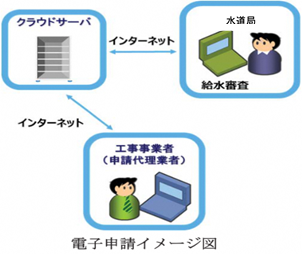 クラウドサーバ
水道局
インターネット
給水審査
インターネット
工事事業者
（申請代理業者）
電子申請イメージ図